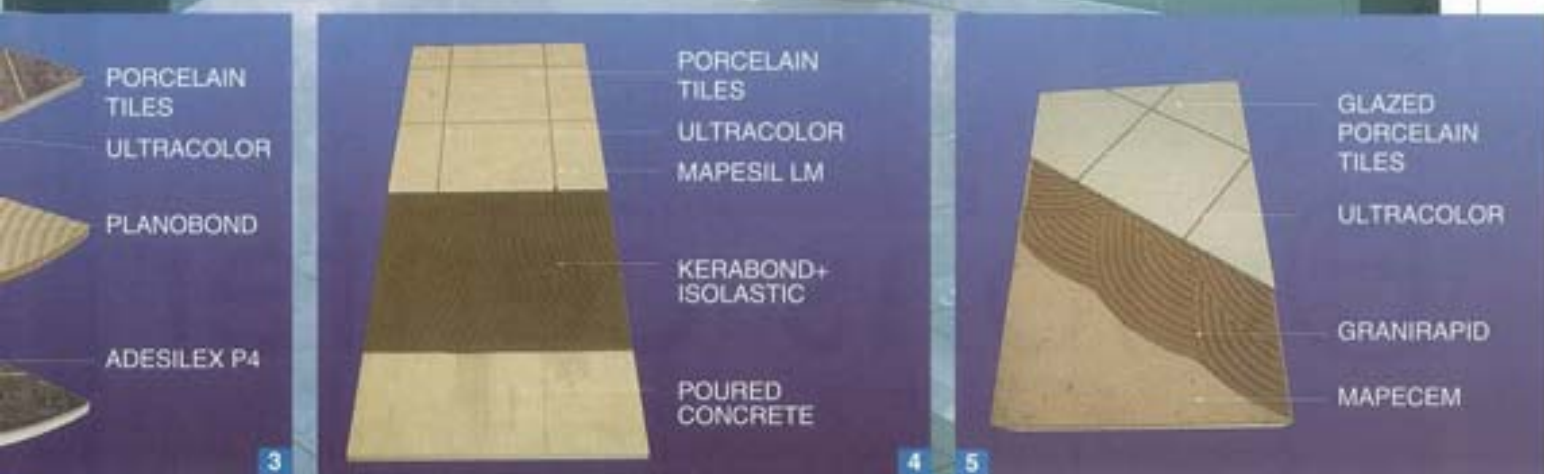 PORCELAIN
TILES
ULTRACOLOR
PLANOBOND
ADESILEX P4
3
PORCELAIN
TILES
ULTRACOLOR
MAPESIL LM
KERABOND+
ISOLASTIC
POURED
CONCRETE
4
GLAZED
PORCELAIN
TILES
ULTRACOLOR
GRANIRAPID
MAPECEM
5